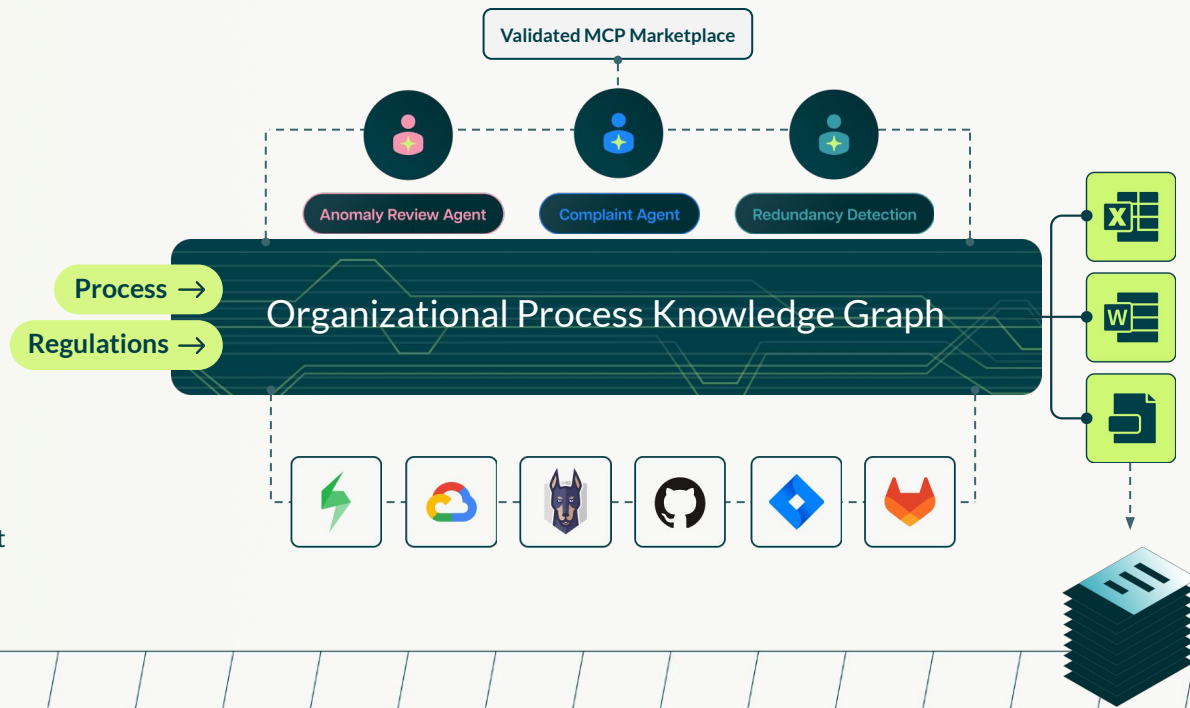 Validated MCP Marketplace
Anomaly Review Agent
Complaint Agent
Redundancy Detection
Process →
Regulations →
Organizational Process Knowledge Graph
X
W
t